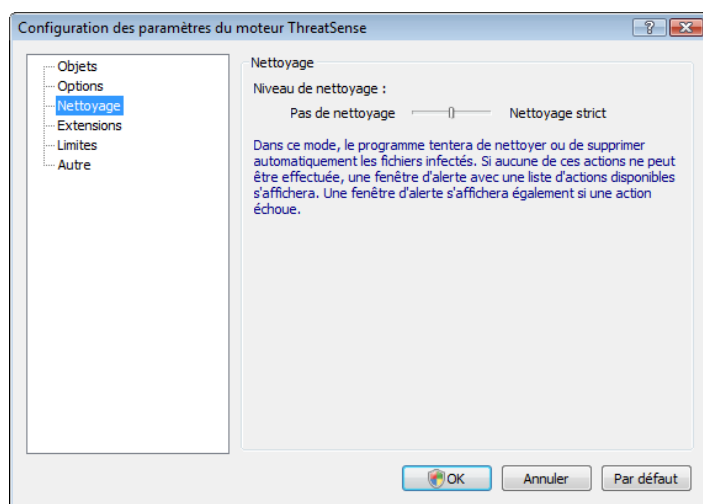 Configuration des paramètres du moteur ThreatSense
Objets
Options
Nettoyage
Extensions
Limites
Autre
Nettoyage
Niveau de nettoyage :
Pas de nettoyage Nettoyage strict
Dans ce mode, le programme tentera de nettoyer ou de supprimer
automatiquement les fichiers infectés. Si aucune de ces actions ne peut
être effectuée, une fenêtre d'alerte avec une liste d'actions disponibles
s'affichera. Une fenêtre d'alerte s'affichera également si une action
échoue.
OK Annuler Par défaut